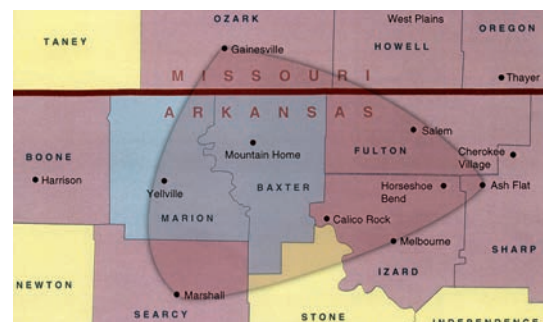 OZARK
West Plains
OREGON
TANEY
Gainesville
HOWELL
MISSOURI
Thayer
ARKANSAS
Salem
Mountain Home
FULTON
Cherokee
Village
BOONE
Harrison
Yellville
BAXTER
Horseshoe
Bend
Ash Flat
MARION
Calico Rock
Melbourne
SHARP
IZARD
NEWTON
Marshall
SEARCY
STONE
INDEPENDENCE